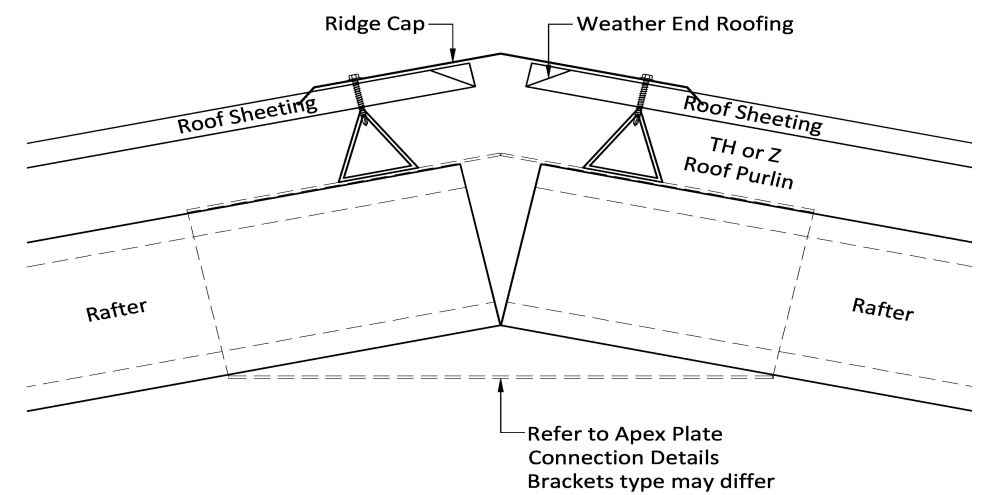 Ridge Cap
Weather End Roofing
Roof Sheeting
Roof Sheeting
TH or Z
Roof Purlin
Rafter
Rafter
Refer to Apex Plate
Connection Details
Brackets type may differ